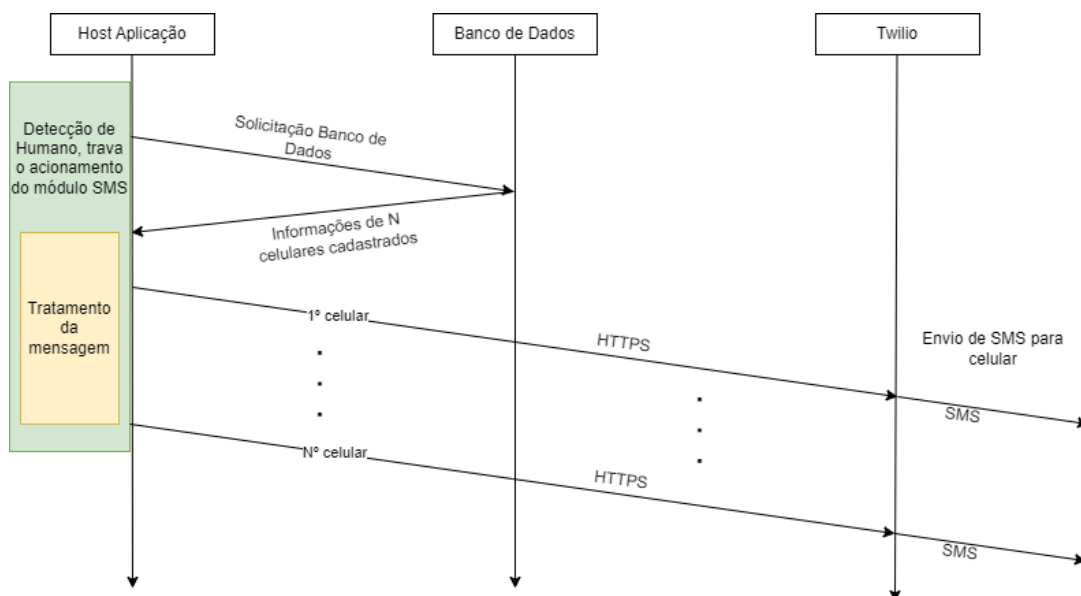 Host Aplicação
Banco de Dados
Twilio
Detecção de
Humano, trava
o acionamento
do módulo SMS
Solicitação Banco de
Dados
Informações de N
celulares cadastrados
Tratamento
da
mensagem
1º celular
HTTPS
Envio de SMS para
celular
SMS
Nº celular
HTTPS
SMS